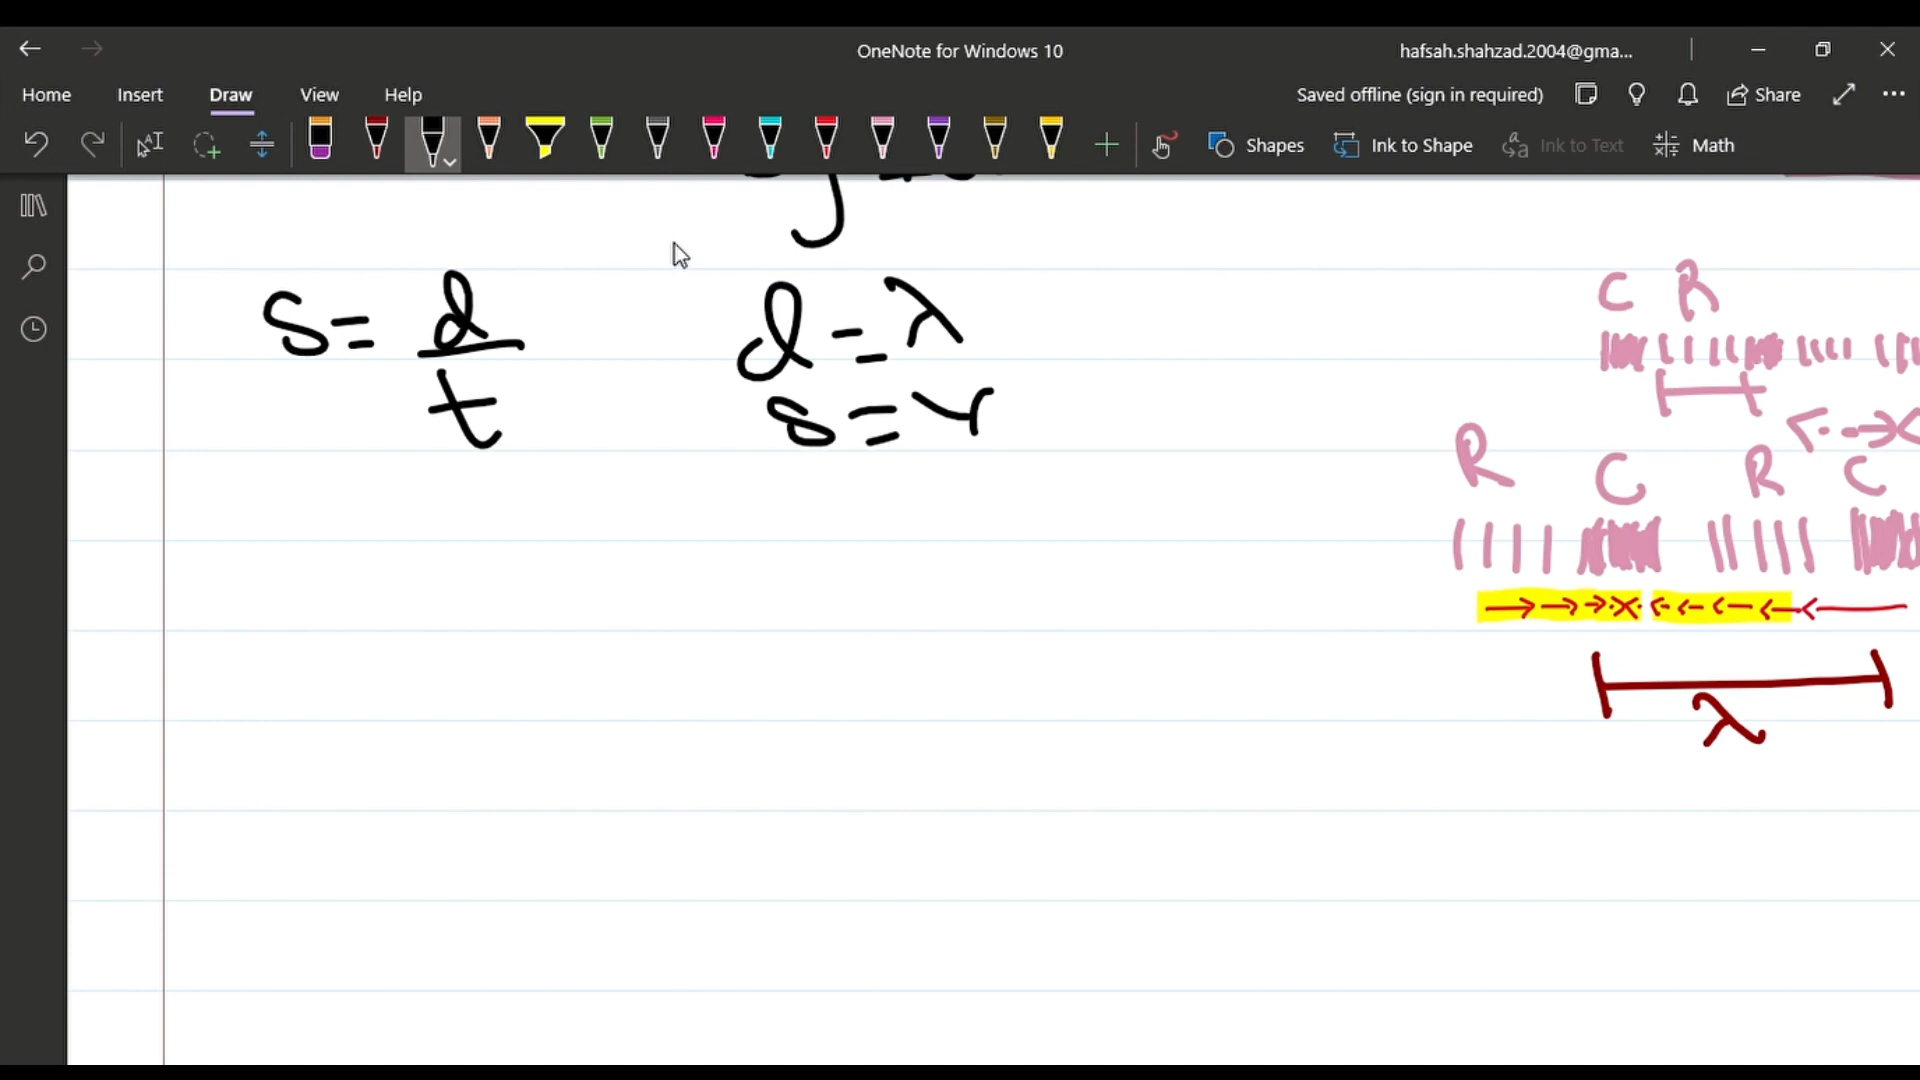 OneNote for Windows 10
hafsah.shahzad.2004@gma...
Home Insert Draw View Help
Saved offline (sign in required) Share
Shapes Ink to Shape Ink to Text Math
S = d/t
d = λ
s = v
C R
R C R C
λ